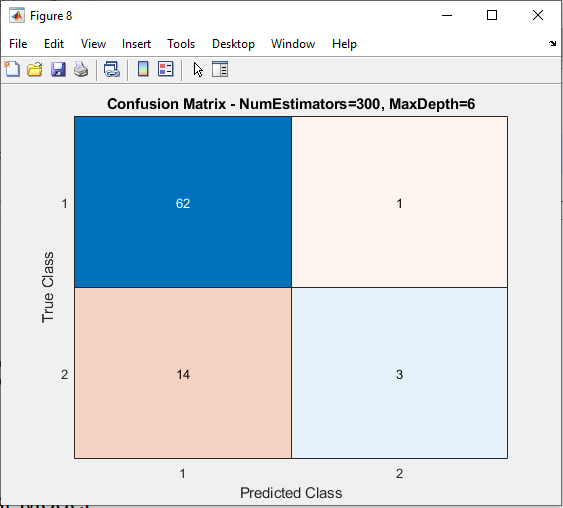 Figure 8
File Edit View Insert Tools Desktop Window Help
Confusion Matrix - NumEstimators=300, MaxDepth=6
1 62 1
True Class
2 14 3
1 2
Predicted Class